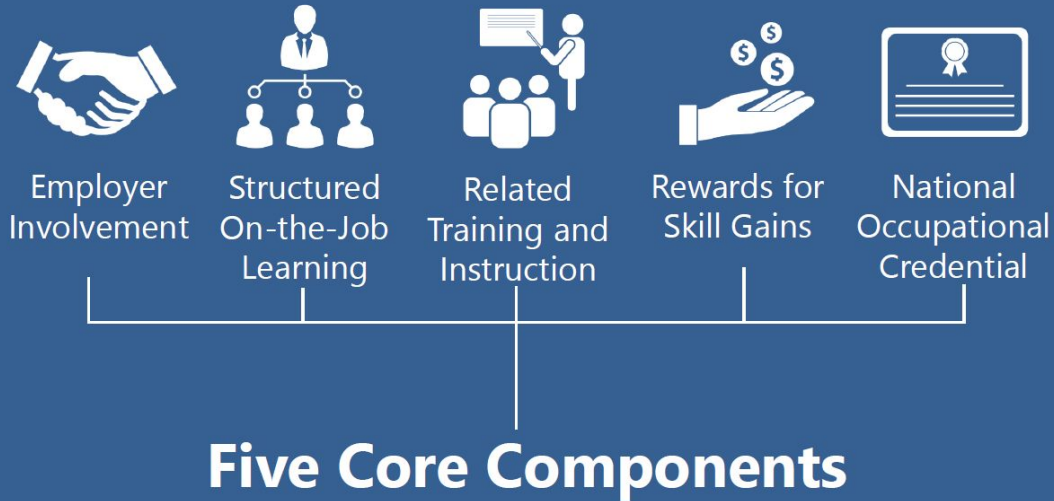 Employer
Involvement
Structured
On-the-Job
Learning
Related
Training and
Instruction
Rewards for
Skill Gains
National
Occupational
Credential
Five Core Components